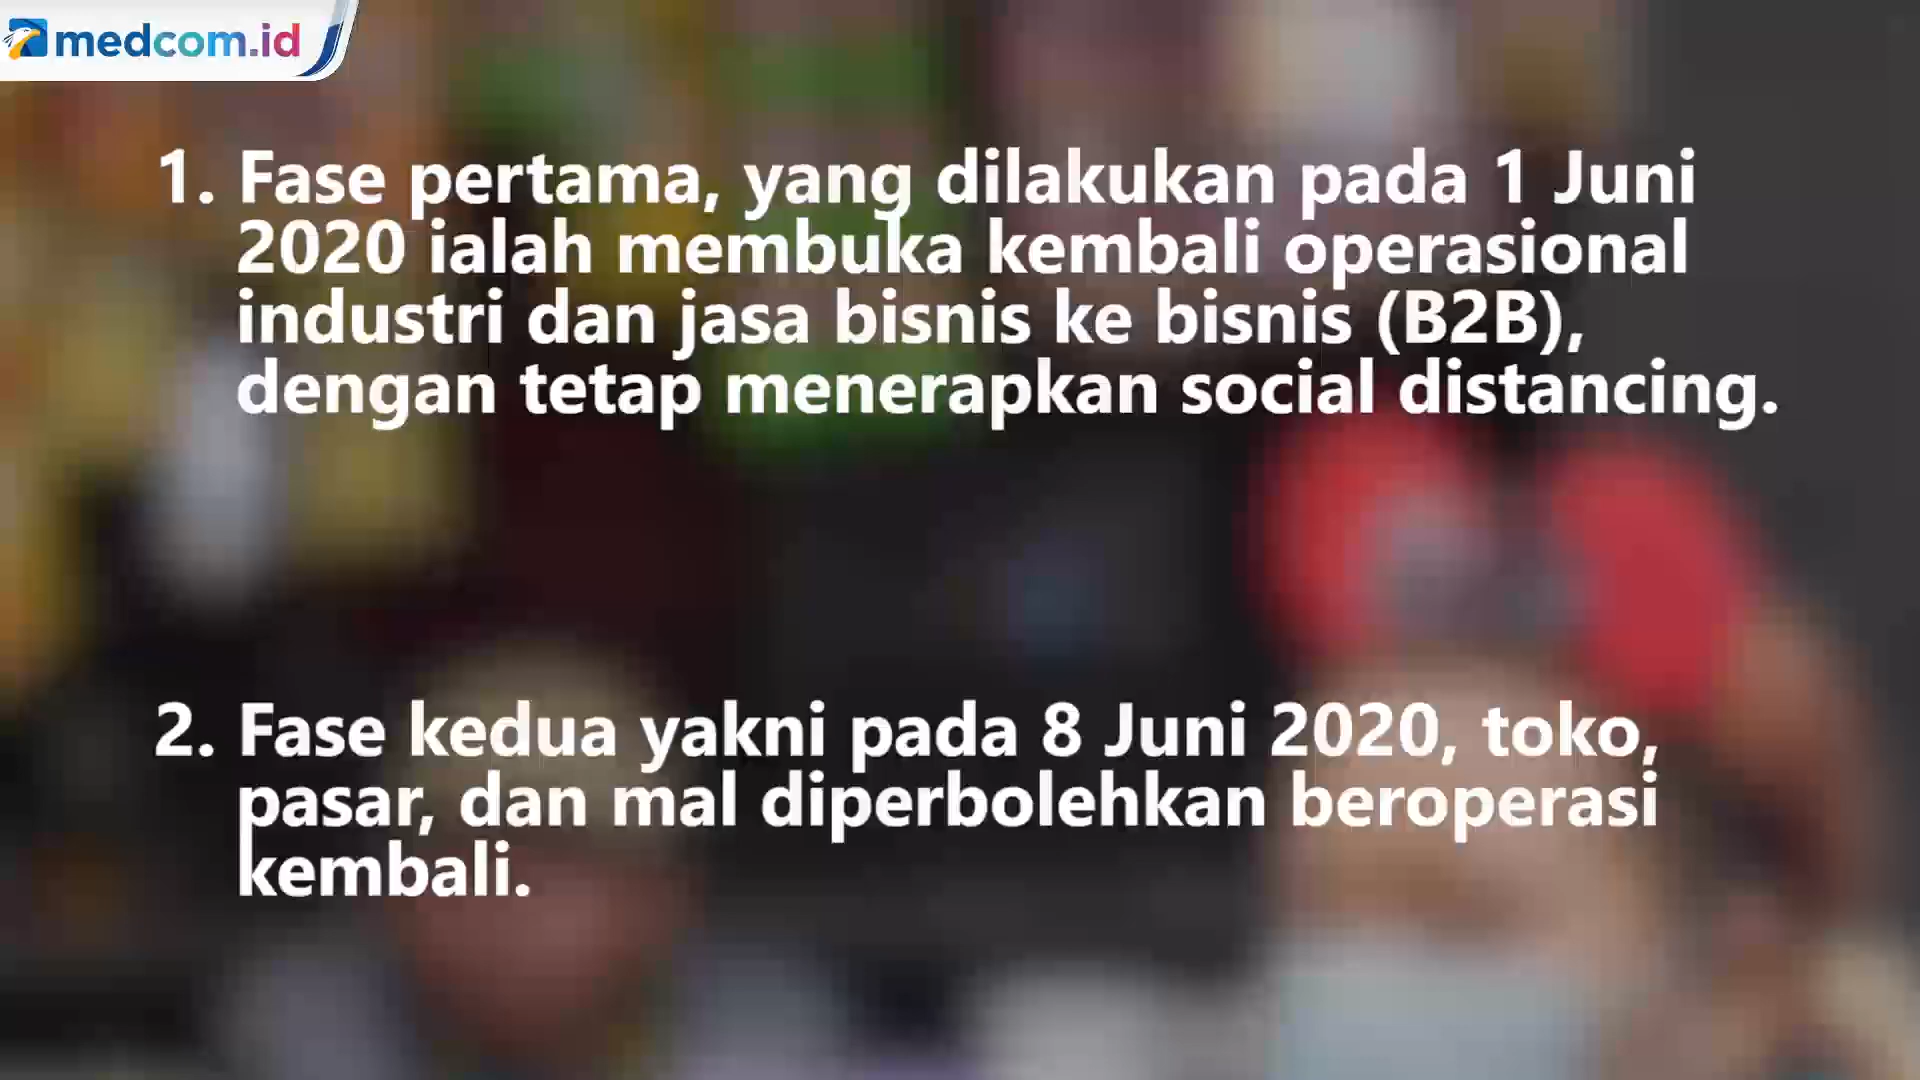 medcom.id
1. Fase pertama, yang dilakukan pada 1 Juni
2020 ialah membuka kembali operasional
industri dan jasa bisnis ke bisnis (B2B),
dengan tetap menerapkan social distancing.
2. Fase kedua yakni pada 8 Juni 2020, toko,
pasar, dan mal diperbolehkan beroperasi
kembali.